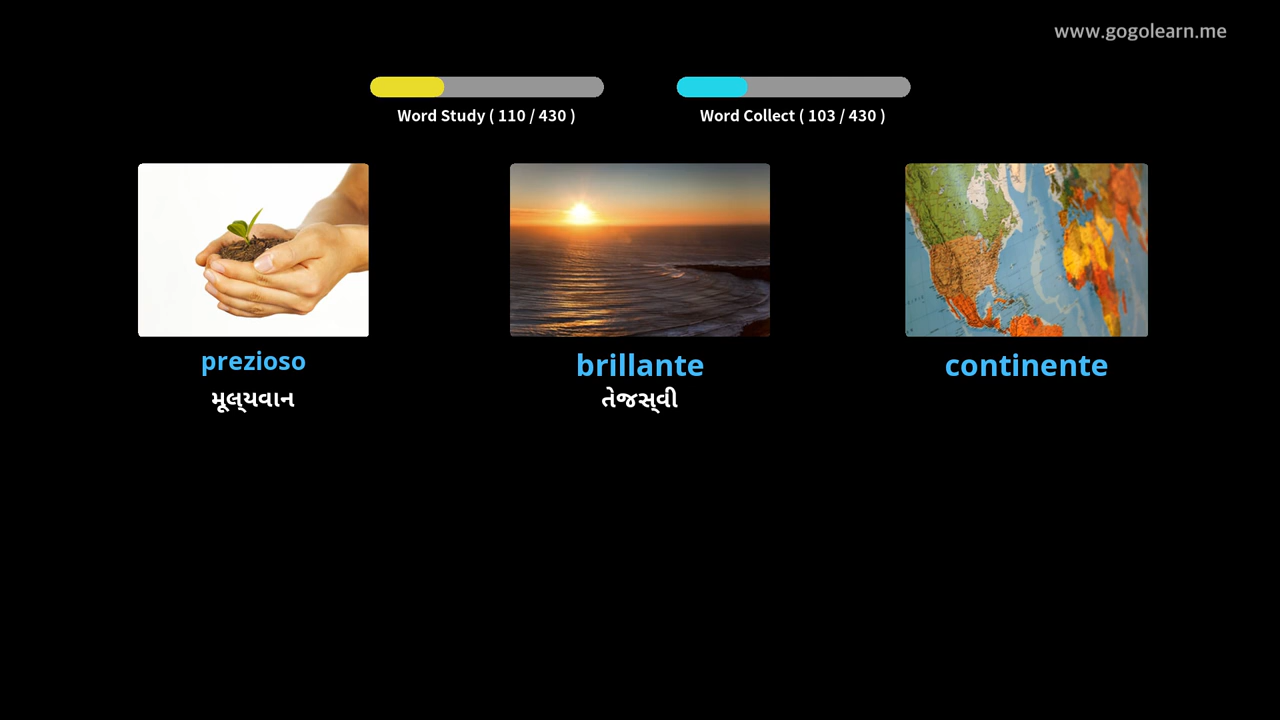 www.gogolearn.me
Word Study ( 110 / 430 )
Word Collect ( 103 / 430 )
prezioso
brillante
continente
મૂલ્યવાન
તેજસ્વી